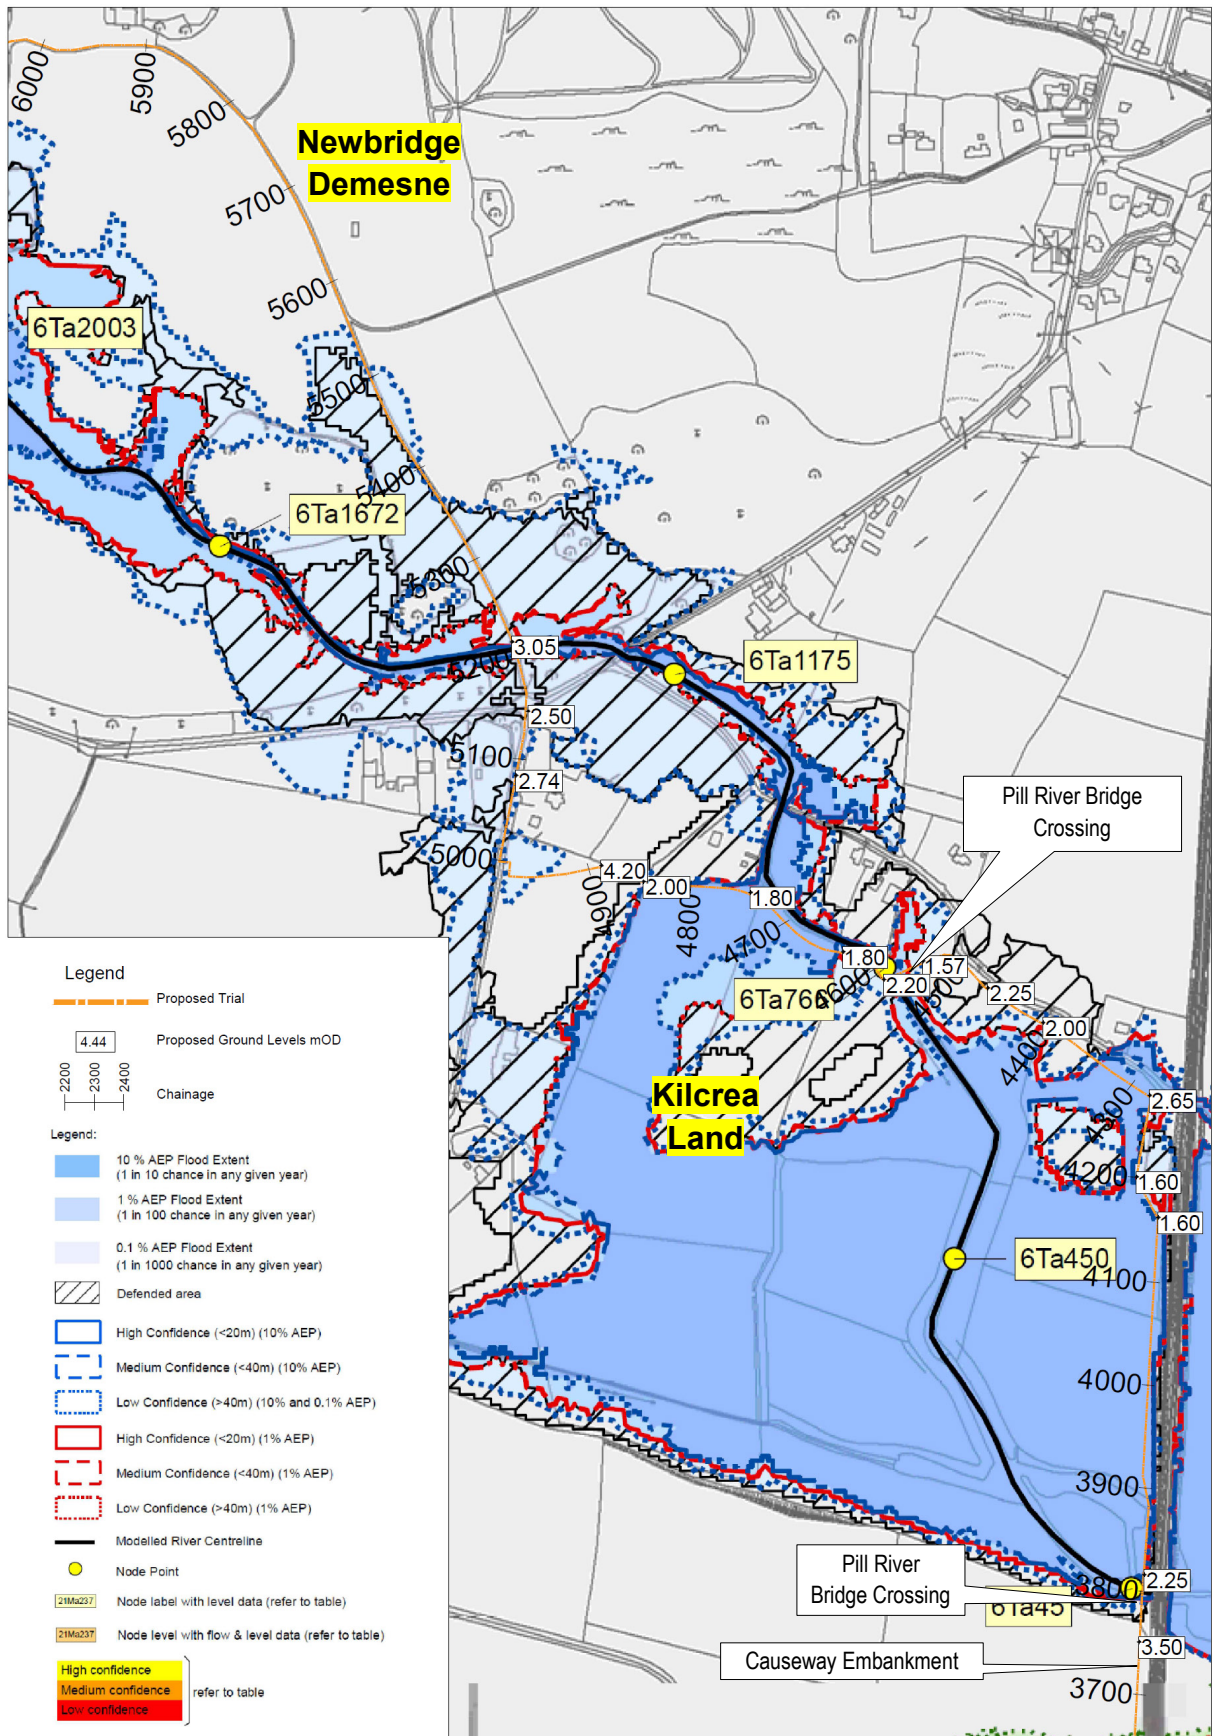 6000
5900
5800
Newbridge
Demesne
5700
5600
6Ta2003
5500
5400
6Ta1672
5300
3.05
5200
6Ta1175
2.50
5100
2.74
Pill River Bridge
Crossing
5000
4.20
4900
2.00
4800
1.80
4700
1.80
1.57
4600
2.20
4500
2.25
6Ta766
2.00
4400
Kilcrea
Land
2.65
4300
4200
1.60
1.60
6Ta450
4100
4000
3900
Pill River
Bridge Crossing
3800
2.25
6Ta45
3.50
Causeway Embankment
3700
Legend
Proposed Trial
4.44
Proposed Ground Levels mOD
2200
2300
2400
Chainage
Legend:
10 % AEP Flood Extent
(1 in 10 chance in any given year)
1 % AEP Flood Extent
(1 in 100 chance in any given year)
0.1 % AEP Flood Extent
(1 in 1000 chance in any given year)
Defended area
High Confidence (<20m) (10% AEP)
Medium Confidence (<40m) (10% AEP)
Low Confidence (>40m) (10% and 0.1% AEP)
High Confidence (<20m) (1% AEP)
Medium Confidence (<40m) (1% AEP)
Low Confidence (>40m) (1% AEP)
Modelled River Centreline
Node Point
21Ma237
Node label with level data (refer to table)
21Ma237
Node level with flow & level data (refer to table)
High confidence
Medium confidence
Low confidence
refer to table